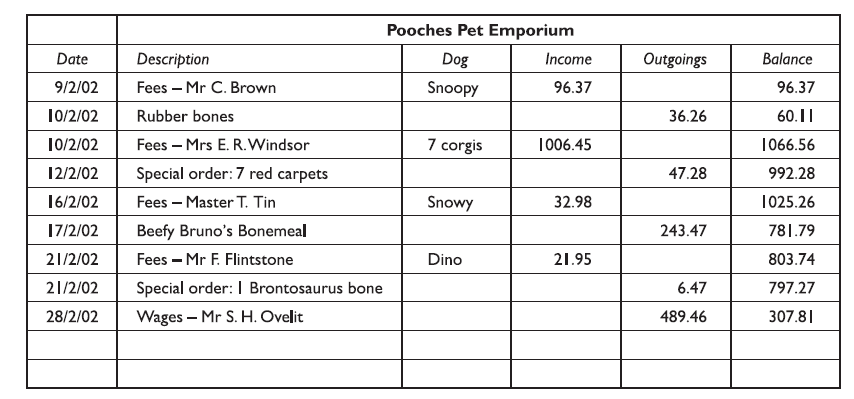 Pooches Pet Emporium
Date Description Dog Income Outgoings Balance
9/2/02 Fees – Mr C. Brown Snoopy 96.37 96.37
10/2/02 Rubber bones 36.26 60.11
10/2/02 Fees – Mrs E. R. Windsor 7 corgis 1006.45 1066.56
12/2/02 Special order: 7 red carpets 47.28 992.28
16/2/02 Fees – Master T. Tin Snowy 32.98 1025.26
17/2/02 Beefy Bruno's Bonemeal 243.47 781.79
21/2/02 Fees – Mr F. Flintstone Dino 21.95 803.74
21/2/02 Special order: 1 Brontosaurus bone 6.47 797.27
28/2/02 Wages – Mr S. H. Ovelit 489.46 307.81